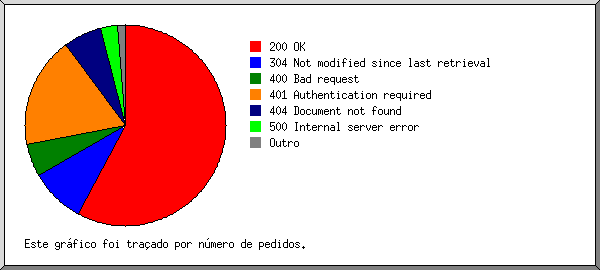 200 OK
304 Not modified since last retrieval
400 Bad request
401 Authentication required
404 Document not found
500 Internal server error
Outro
Este gráfico foi traçado por número de pedidos.